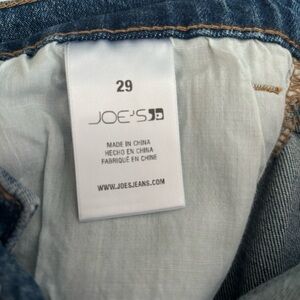 29
JOE'S
MADE IN CHINA
HECHO EN CHINA
FABRIQUÉ EN CHINE
WWW.JOESJEANS.COM